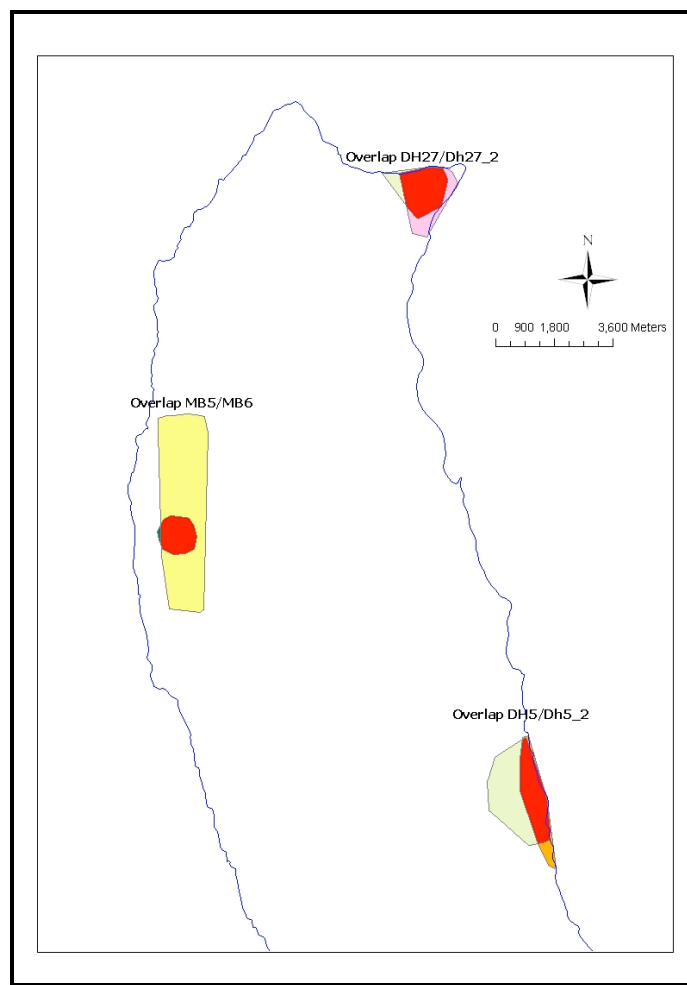 Overlap DH27/Dh27_2
N
0 900 1,800 3,600 Meters
Overlap MB5/MB6
Overlap DH5/Dh5_2